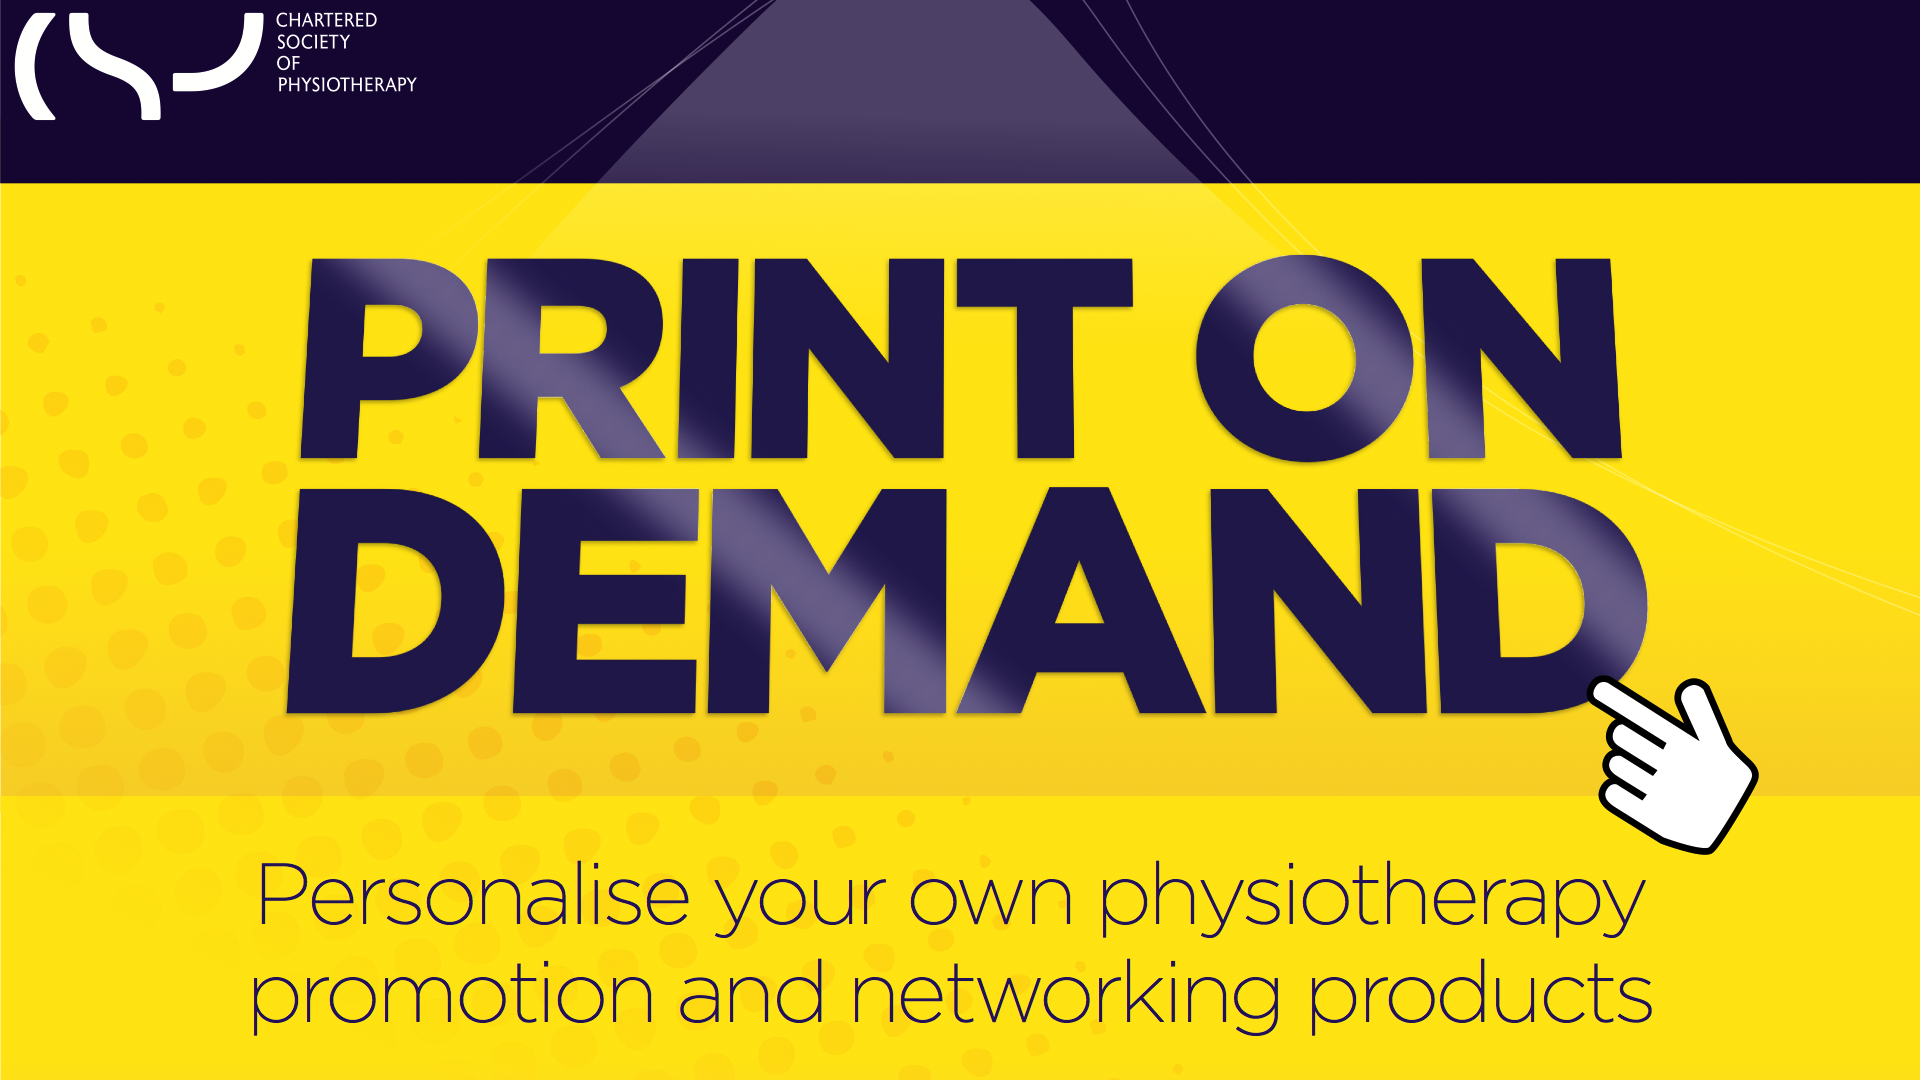 CHARTERED
SOCIETY
OF
PHYSIOTHERAPY
PRINT ON
DEMAND
Personalise your own physiotherapy
promotion and networking products